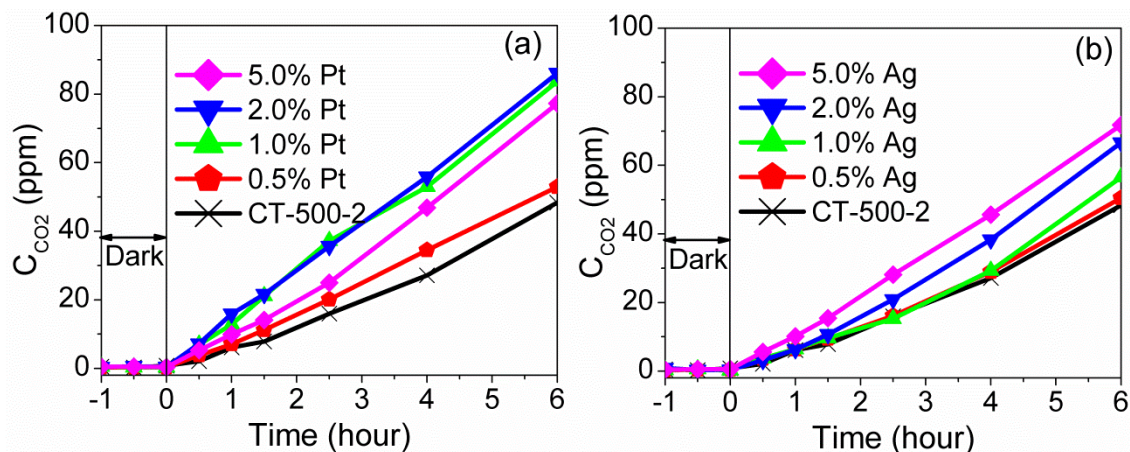 (a)
100
80
60
40
20
0
C_CO2 (ppm)
5.0% Pt
2.0% Pt
1.0% Pt
0.5% Pt
CT-500-2
Dark
-1 0 1 2 3 4 5 6
Time (hour)
(b)
100
80
60
40
20
0
C_CO2 (ppm)
5.0% Ag
2.0% Ag
1.0% Ag
0.5% Ag
CT-500-2
Dark
-1 0 1 2 3 4 5 6
Time (hour)